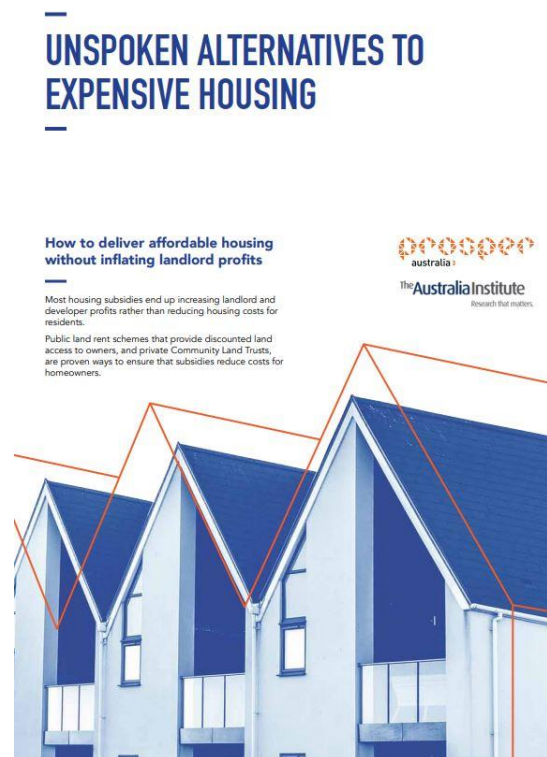 UNSPOKEN ALTERNATIVES TO
EXPENSIVE HOUSING
How to deliver affordable housing
without inflating landlord profits
Most housing subsidies end up increasing landlord and
developer profits rather than reducing housing costs for
residents.
Public land rent schemes that provide discounted land
access to owners, and private Community Land Trusts,
are proven ways to ensure that subsidies reduce costs for
homeowners.
prosper
australia
The Australia Institute
Research that matters.